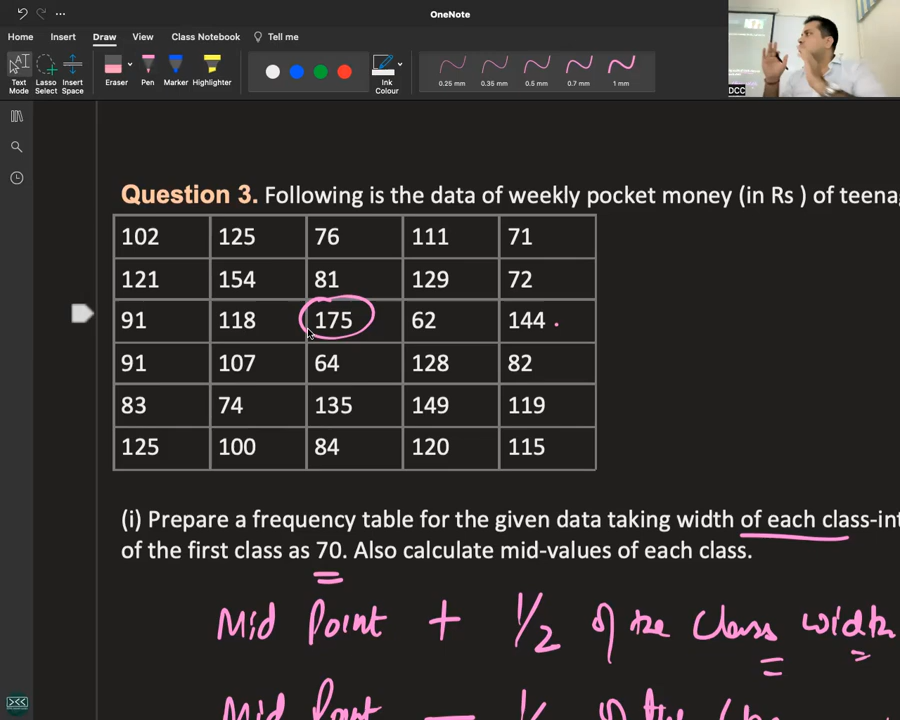 OneNote
Home Insert Draw View Class Notebook Tell me
Text Mode Lasso Select Insert Space Eraser Pen Marker Highlighter Ink Colour 0.25 mm 0.35 mm 0.5 mm 0.7 mm 1 mm
DCC
Question 3. Following is the data of weekly pocket money (in Rs ) of teena
102 125 76 111 71
121 154 81 129 72
91 118 175 62 144
91 107 64 128 82
83 74 135 149 119
125 100 84 120 115
(i) Prepare a frequency table for the given data taking width of each class-int
of the first class as 70. Also calculate mid-values of each class.
Mid Point + 1/2 of the class width
Mid Point — 1/2 of the